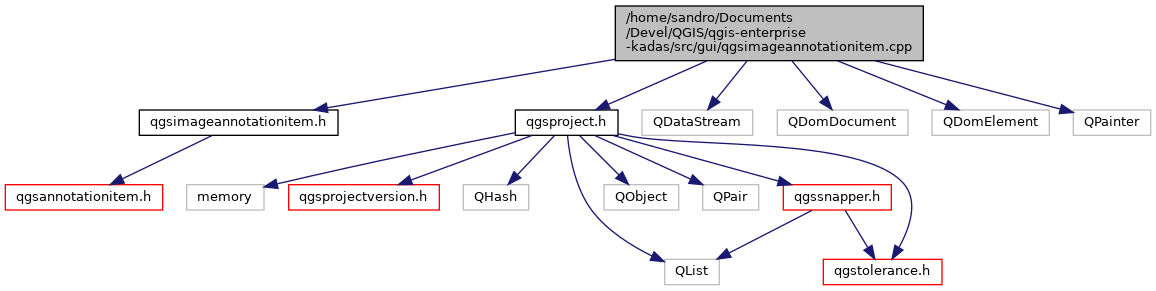 /home/sandro/Documents
/Devel/QGIS/qgis-enterprise
-kadas/src/gui/qgsimageannotationitem.cpp
qgsimageannotationitem.h
qgsproject.h
QDataStream
QDomDocument
QDomElement
QPainter
qgsannotationitem.h
memory
qgsprojectversion.h
QHash
QObject
QPair
qgssnapper.h
QList
qgstolerance.h